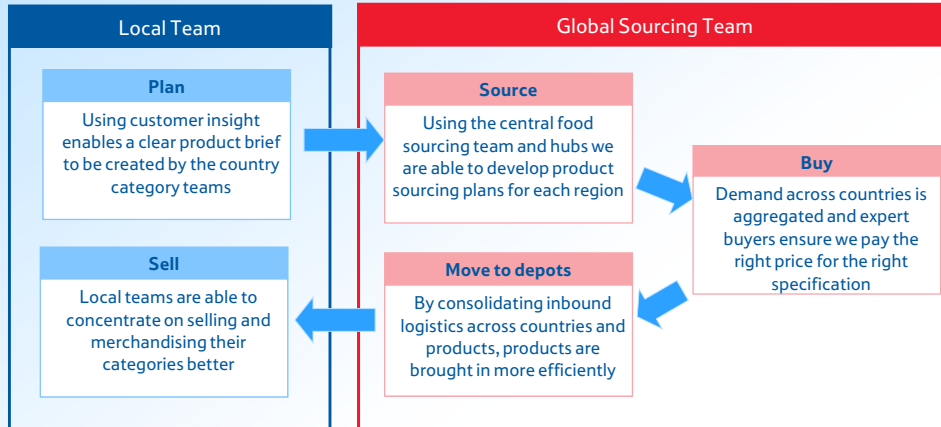 Local Team
Plan
Using customer insight
enables a clear product brief
to be created by the country
category teams
Sell
Local teams are able to
concentrate on selling and
merchandising their
categories better
Global Sourcing Team
Source
Using the central food
sourcing team and hubs we
are able to develop product
sourcing plans for each region
Buy
Demand across countries is
aggregated and expert
buyers ensure we pay the
right price for the right
specification
Move to depots
By consolidating inbound
logistics across countries and
products, products are
brought in more efficiently